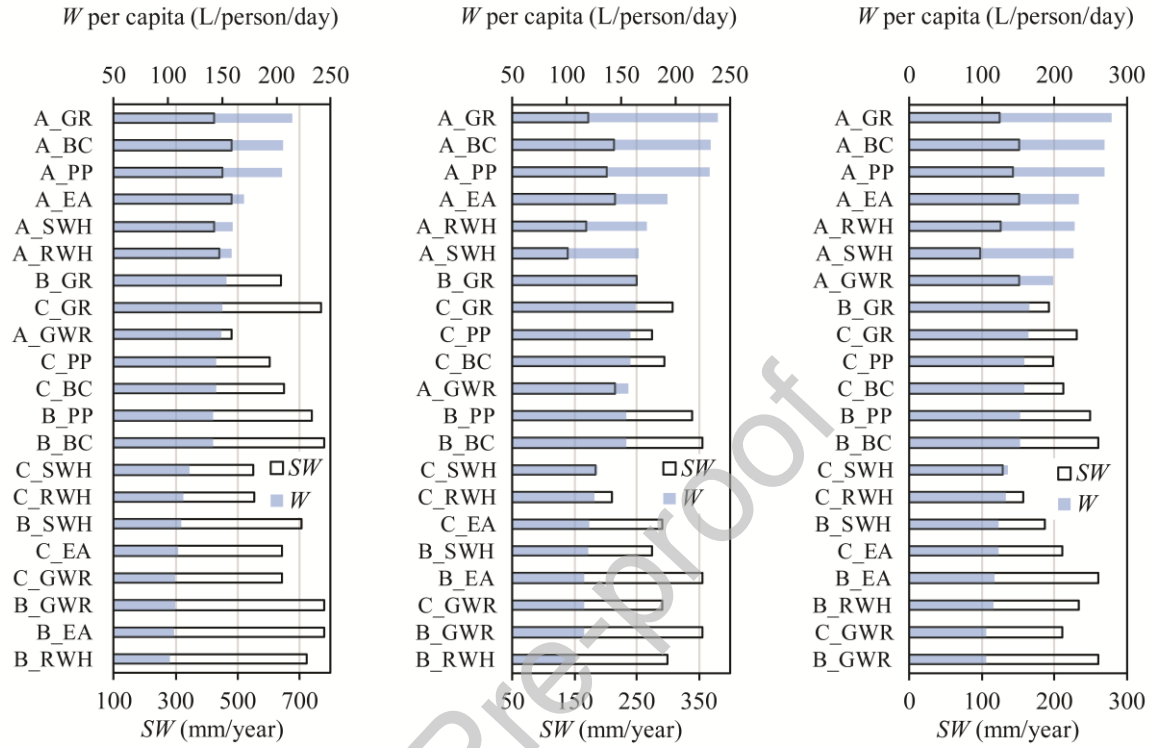 W per capita (L/person/day)
50 100 150 200 250
A_GR
A_BC
A_PP
A_EA
A_SWH
A_RWH
B_GR
C_GR
A_GWR
C_PP
C_BC
B_PP
B_BC
C_SWH
C_RWH
B_SWH
C_EA
C_GWR
B_GWR
B_EA
B_RWH
SW
W
100 300 500 700
SW (mm/year)
W per capita (L/person/day)
50 100 150 200 250
A_GR
A_BC
A_PP
A_EA
A_RWH
A_SWH
B_GR
C_GR
C_PP
C_BC
A_GWR
B_PP
B_BC
C_SWH
C_RWH
C_EA
B_SWH
B_EA
C_GWR
B_GWR
B_RWH
SW
W
50 150 250 350
SW (mm/year)
W per capita (L/person/day)
0 100 200 300
A_GR
A_BC
A_PP
A_EA
A_RWH
A_SWH
A_GWR
B_GR
C_GR
C_PP
C_BC
B_PP
B_BC
C_SWH
C_RWH
B_SWH
C_EA
B_EA
B_RWH
C_GWR
B_GWR
SW
W
0 100 200 300
SW (mm/year)
Pre-proof